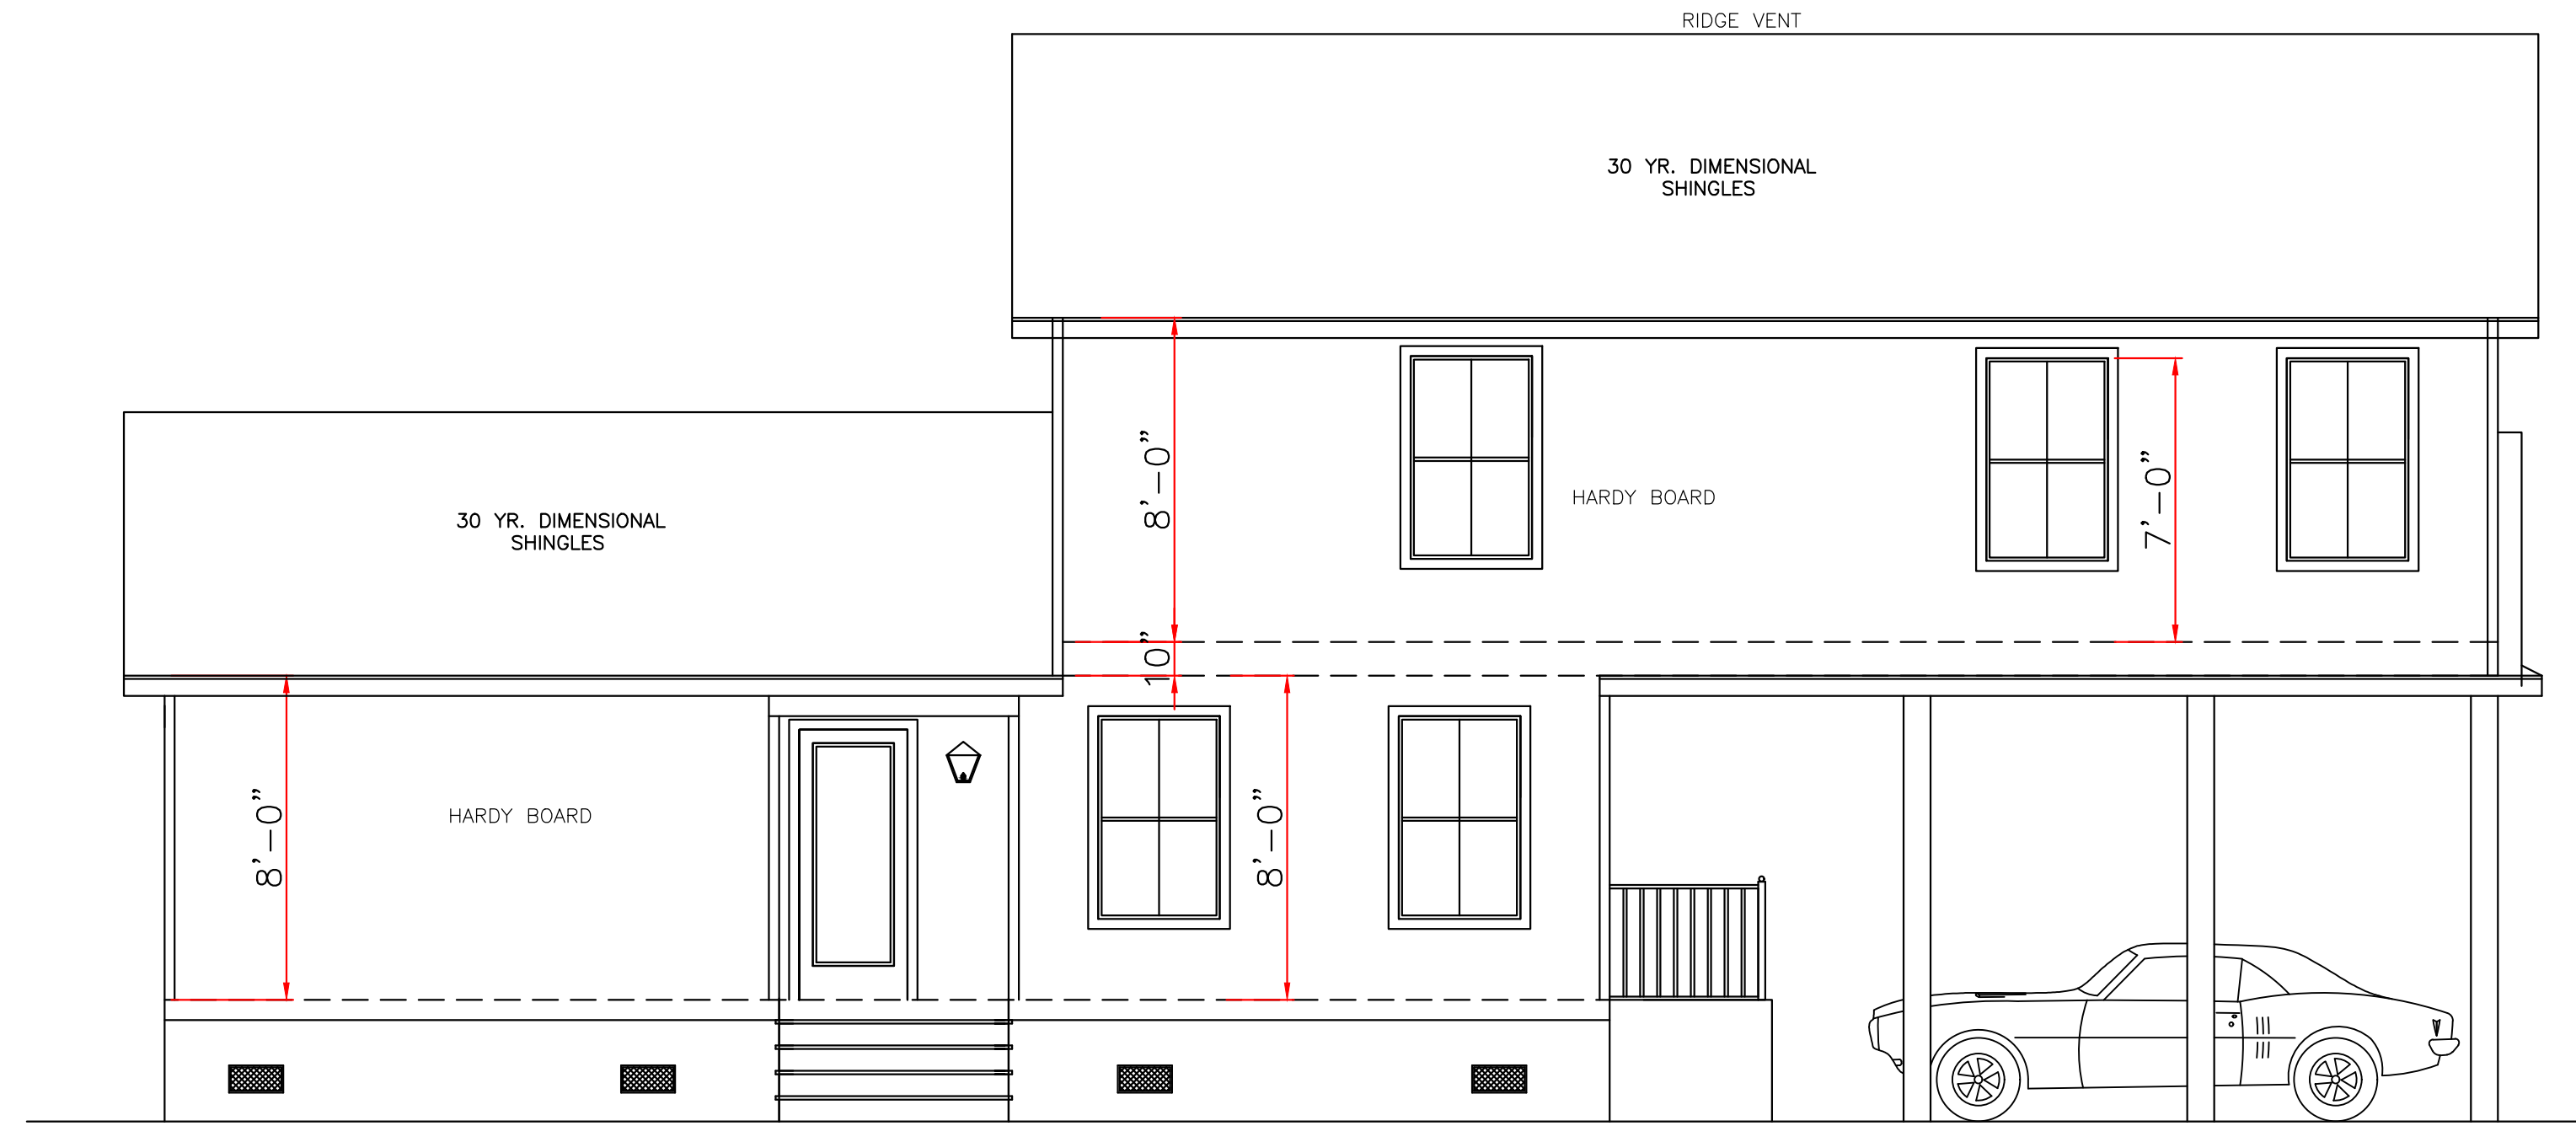 RIDGE VENT
30 YR. DIMENSIONAL
SHINGLES
8'-0"
HARDY BOARD
7'-0"
30 YR. DIMENSIONAL
SHINGLES
10"
8'-0"
HARDY BOARD
8'-0"